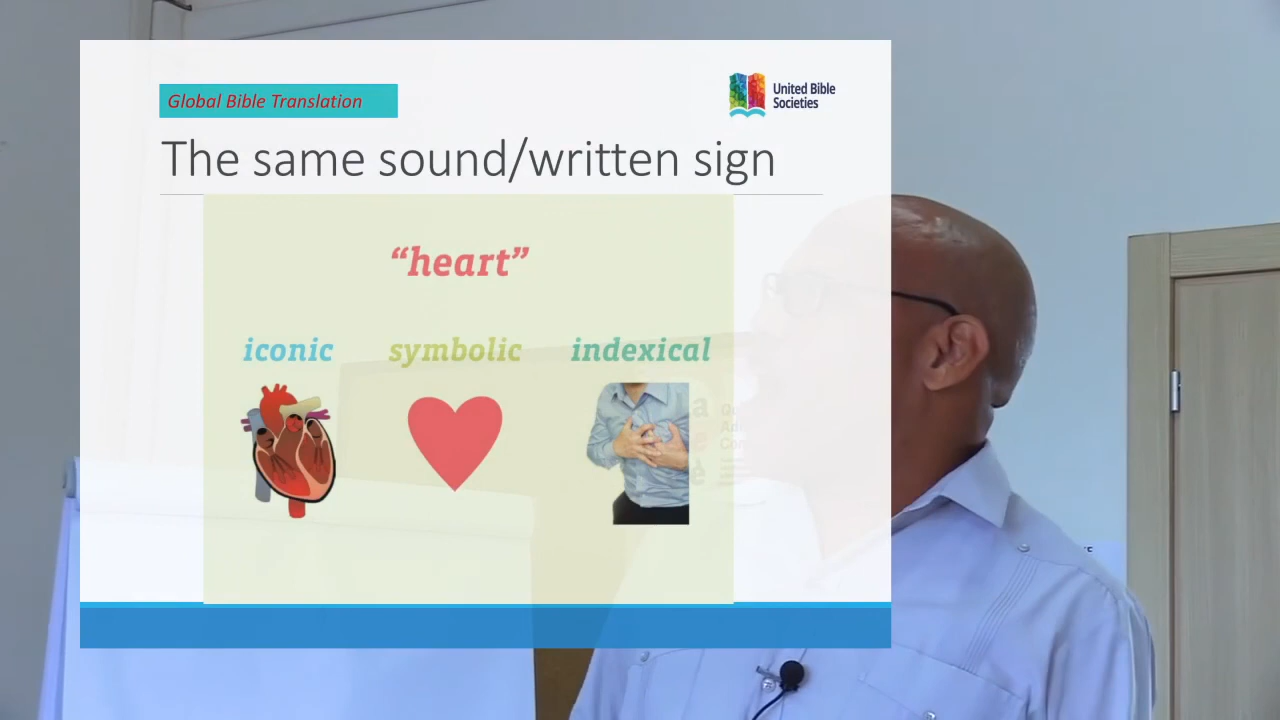 Global Bible Translation
United Bible
Societies
The same sound/written sign
“heart”
iconic symbolic indexical